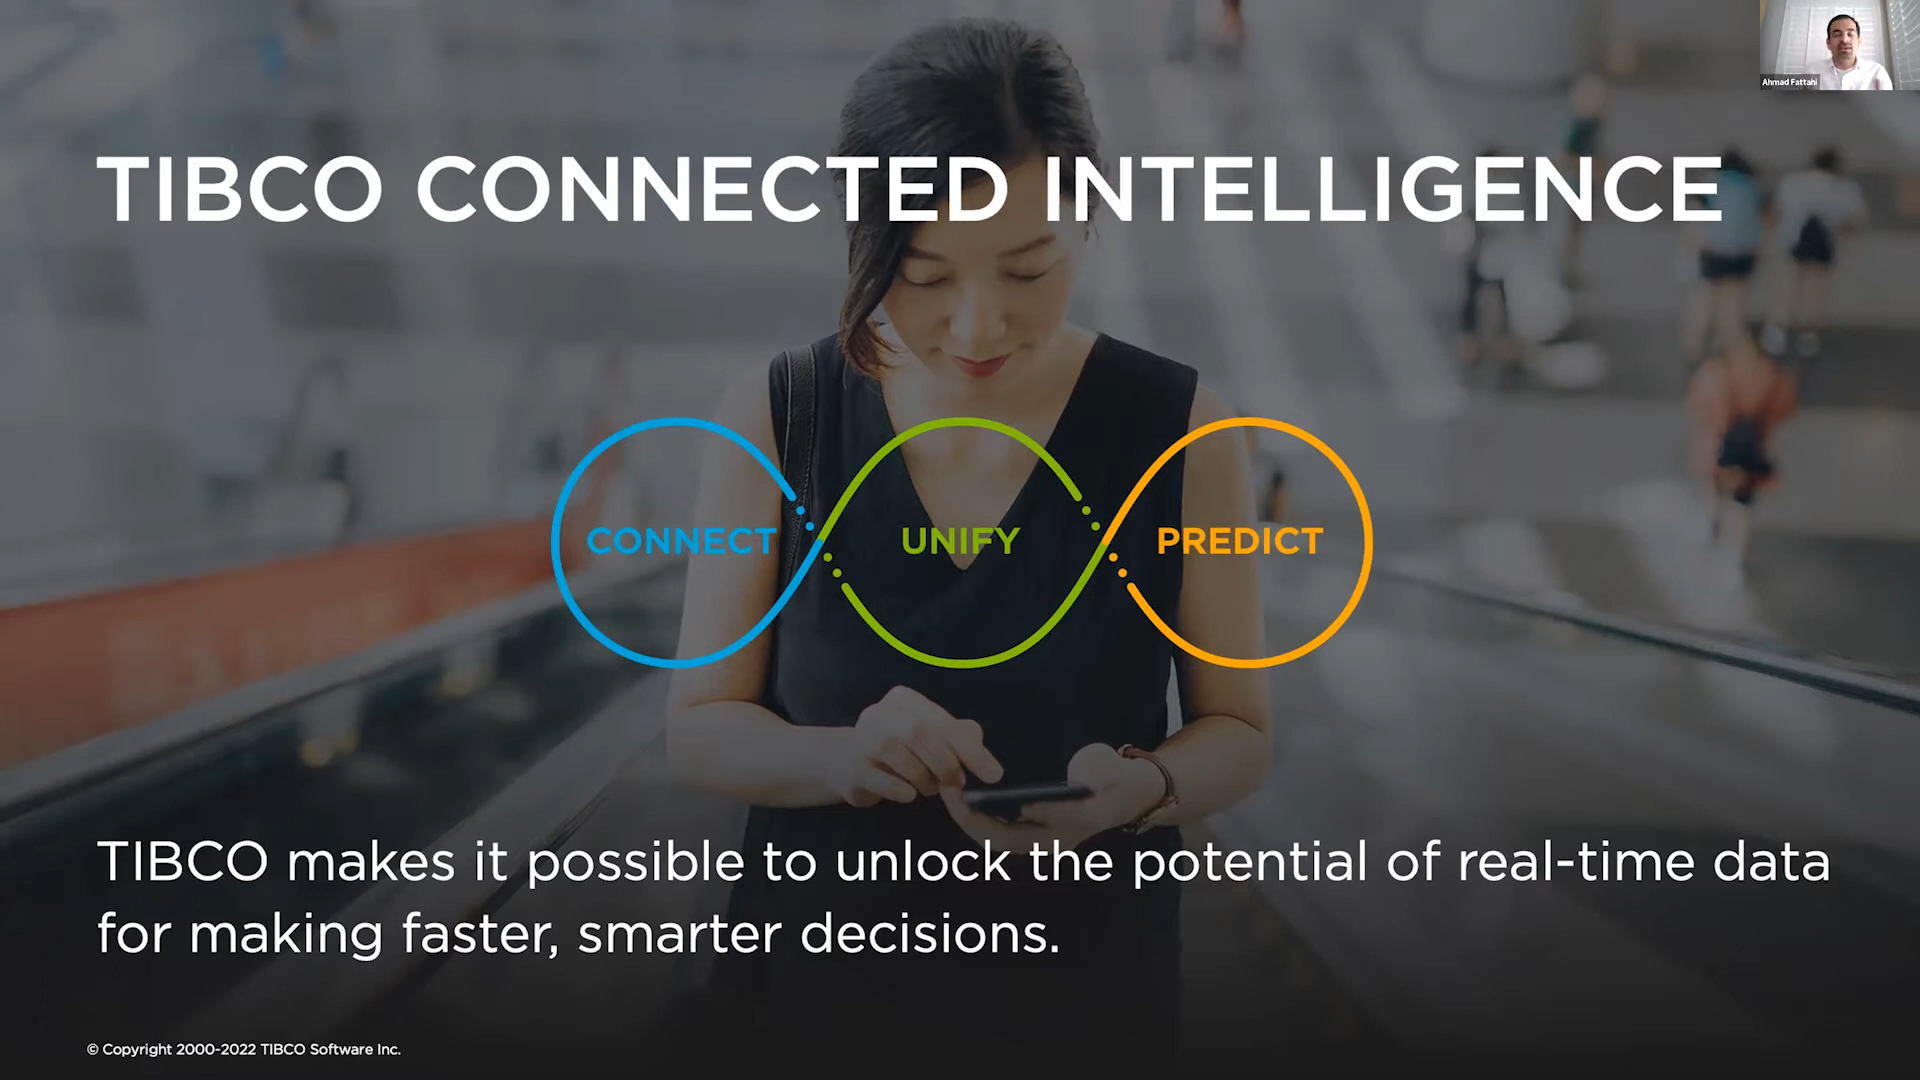 Ahmad Fattahi
TIBCO CONNECTED INTELLIGENCE
CONNECT UNIFY PREDICT
TIBCO makes it possible to unlock the potential of real-time data
for making faster, smarter decisions.
© Copyright 2000-2022 TIBCO Software Inc.